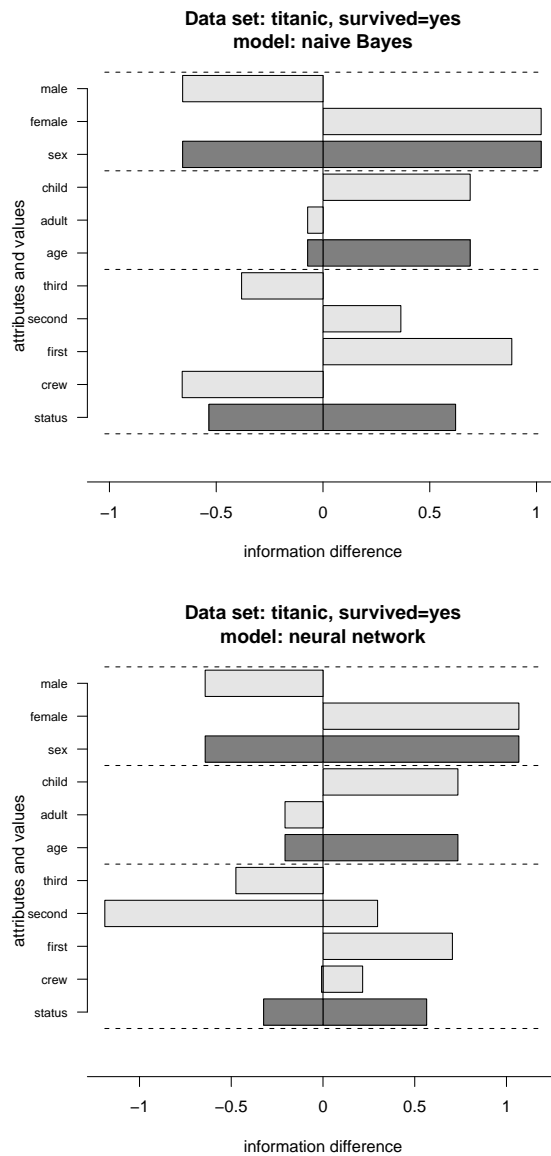 Data set: titanic, survived=yes
model: naive Bayes
attributes and values
male
female
sex
child
adult
age
third
second
first
crew
status
−1
−0.5
0
0.5
1
information difference
Data set: titanic, survived=yes
model: neural network
attributes and values
male
female
sex
child
adult
age
third
second
first
crew
status
−1
−0.5
0
0.5
1
information difference